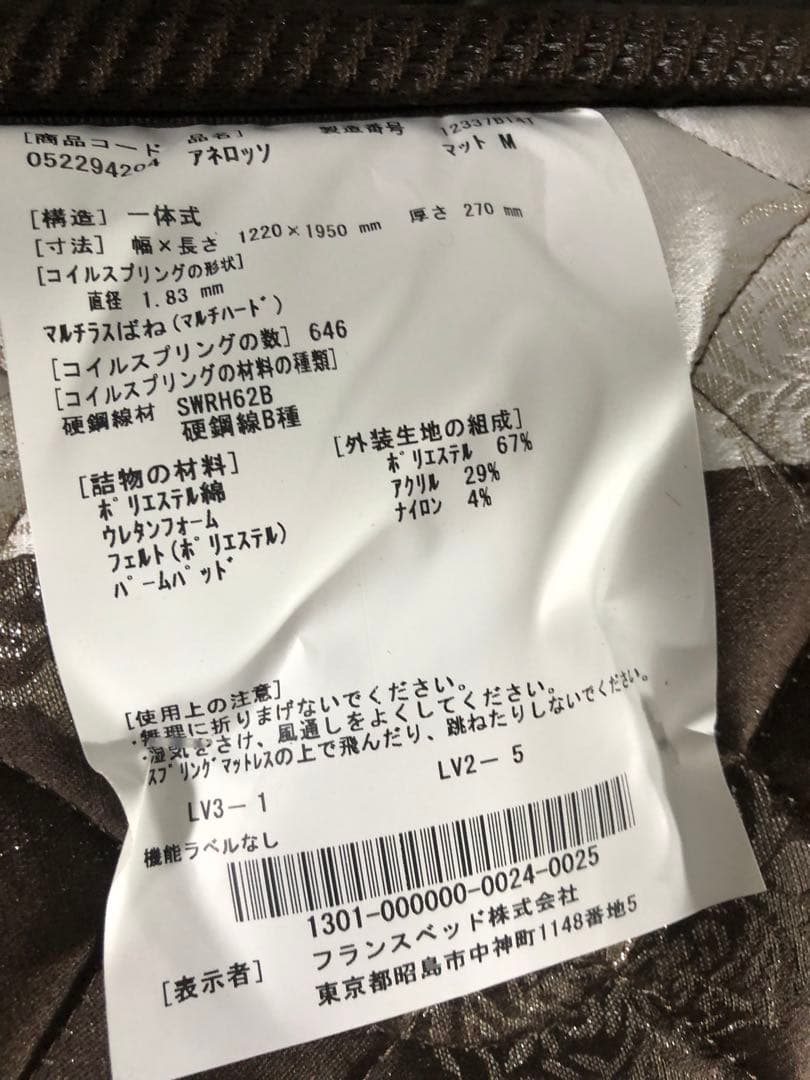 [商品コード 品名] 製造番号 12337B141
052294204 アネロッソ マット M
[構造] 一体式
[寸法] 幅×長さ 1220×1950 mm 厚さ 270 mm
[コイルスプリングの形状]
直径 1.83 mm
マルチラスばね(マルチハード)
[コイルスプリングの数] 646
[コイルスプリングの材料の種類]
硬鋼線材 SWRH62B
硬鋼線B種
[詰物の材料] [外装生地の組成]
ポリエステル綿 ポリエステル 67%
ウレタンフォーム アクリル 29%
フェルト(ポリエステル) ナイロン 4%
パームパッド
[使用上の注意]
・無理に折りまげないでください。
・湿気をさけ、風通しをよくしてください。
スプリングマットレスの上で飛んだり、跳ねたりしないでください。
LV3-1 LV2-5
機能ラベルなし
1301-000000-0024-0025
[表示者] フランスベッド株式会社
東京都昭島市中神町1148番地5